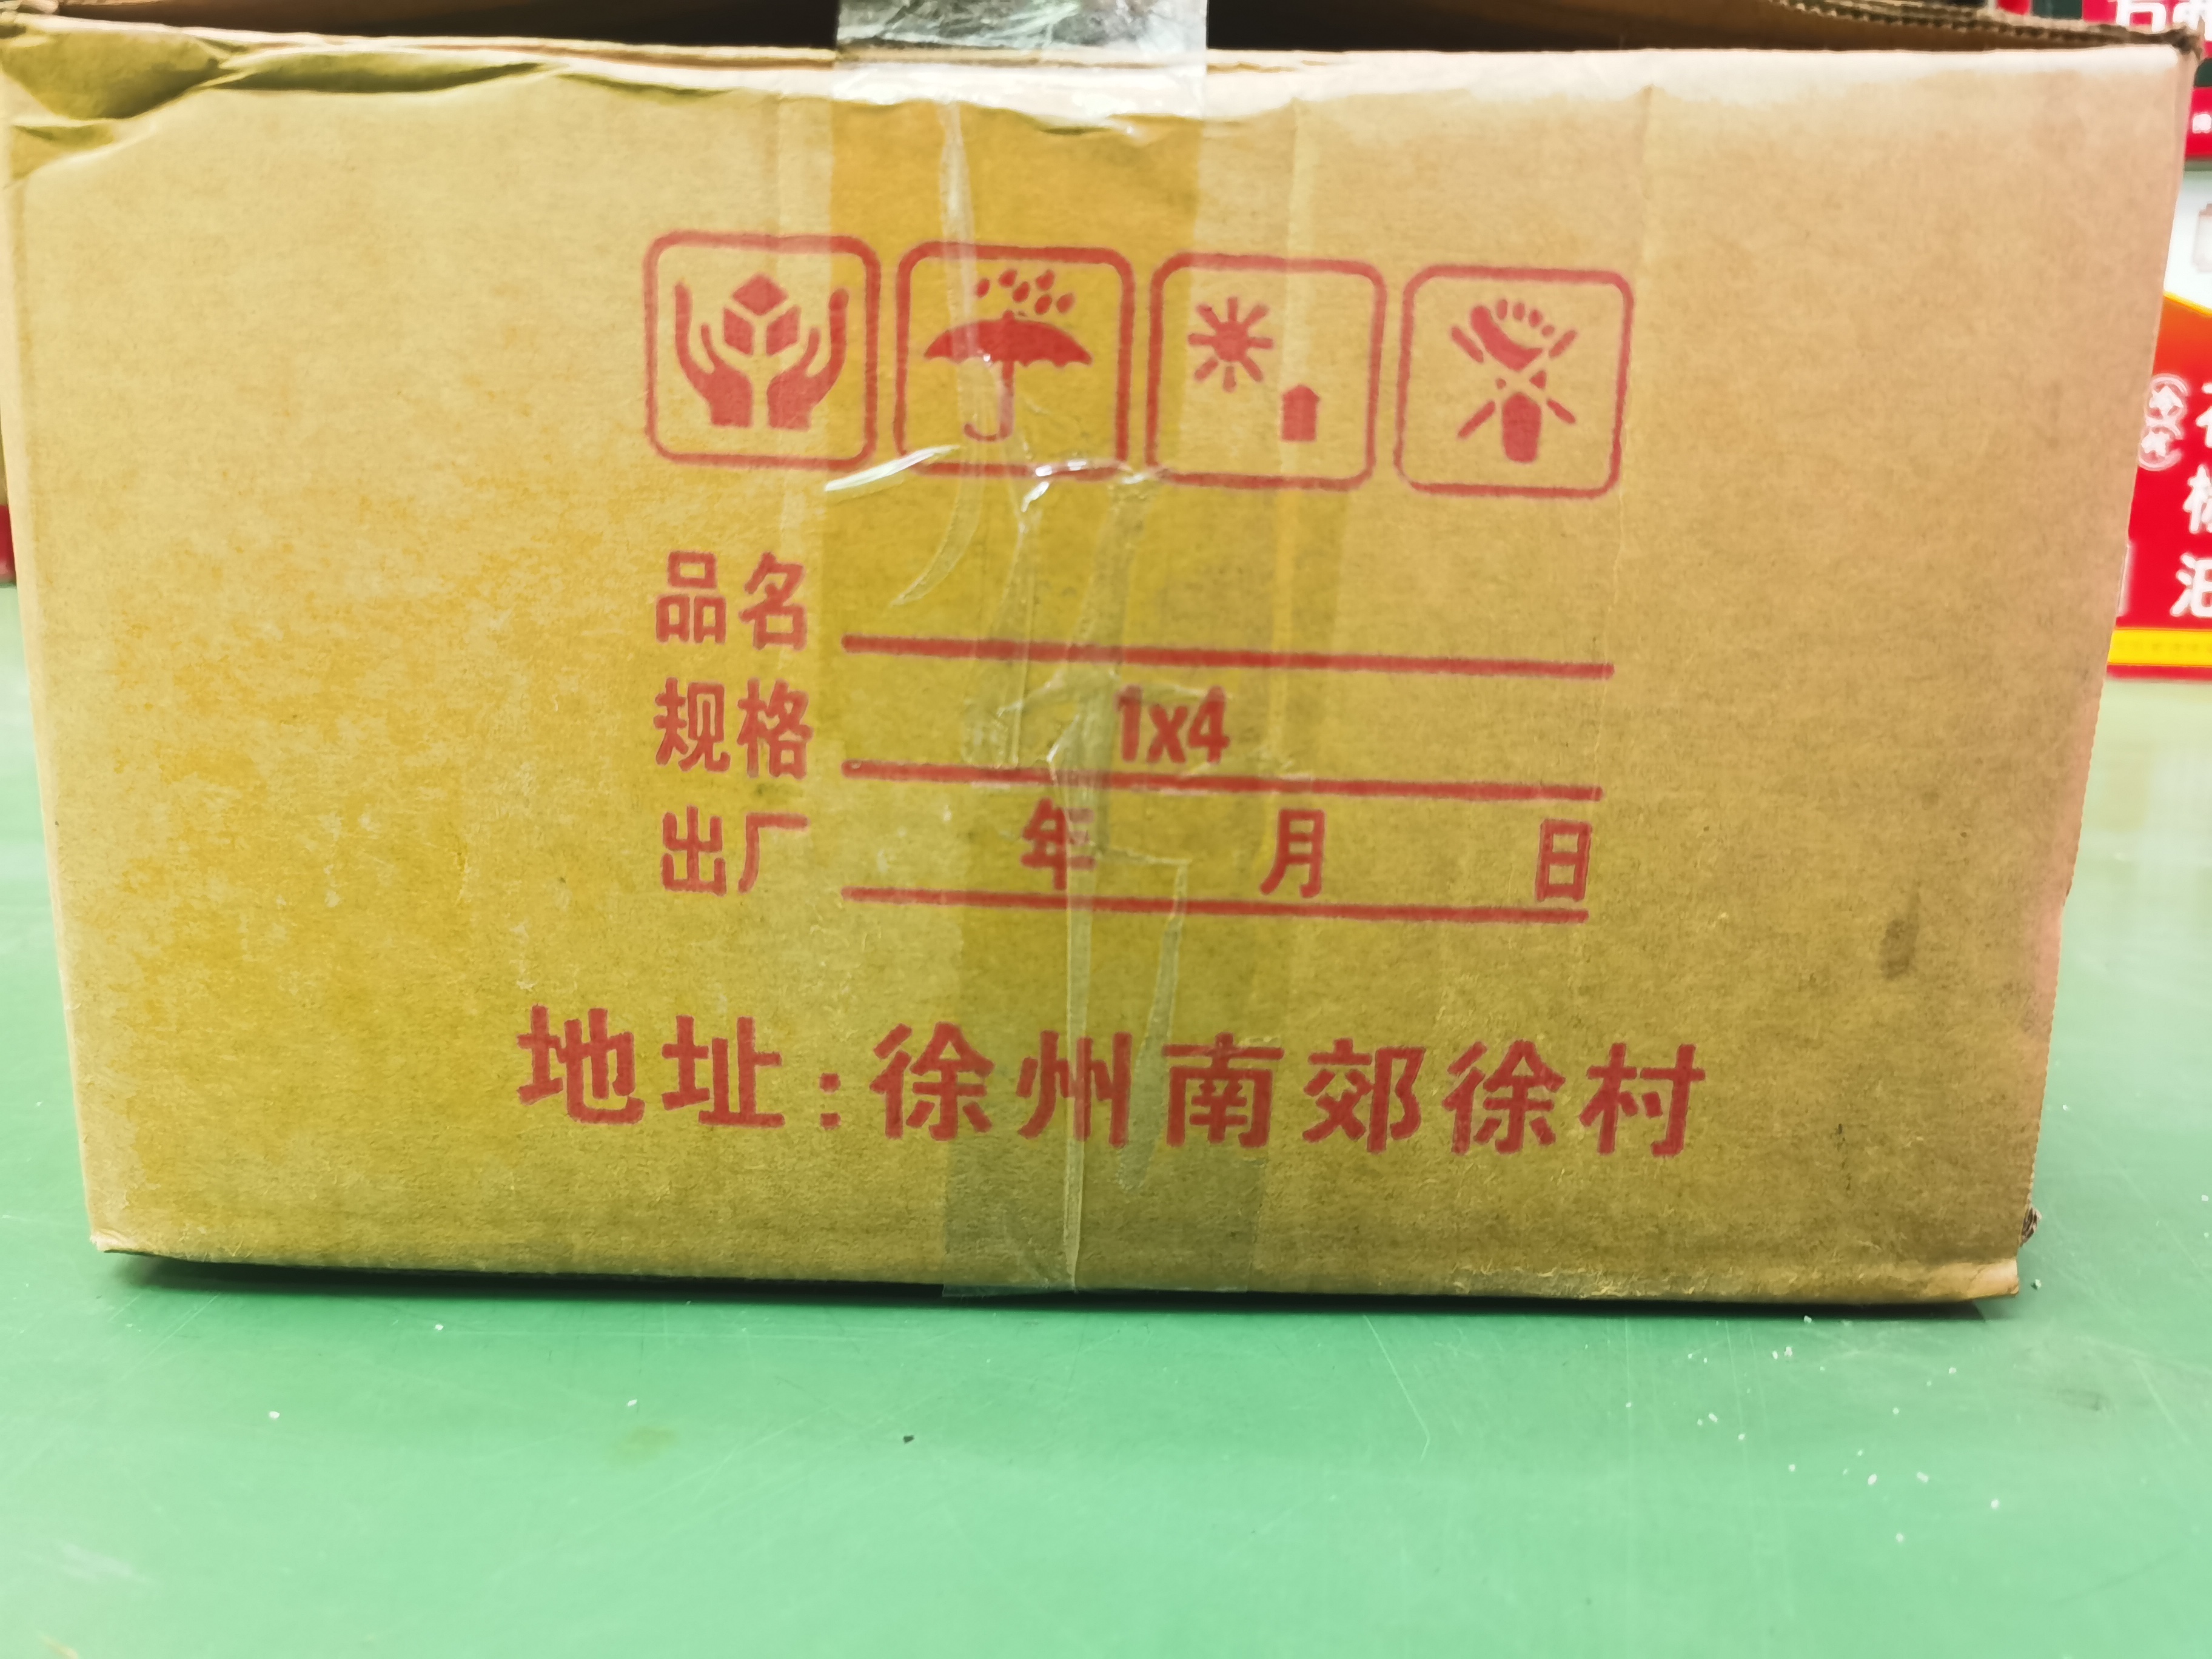 品名
规格 1x4
出厂 年 月 日
地址:徐州南郊徐村